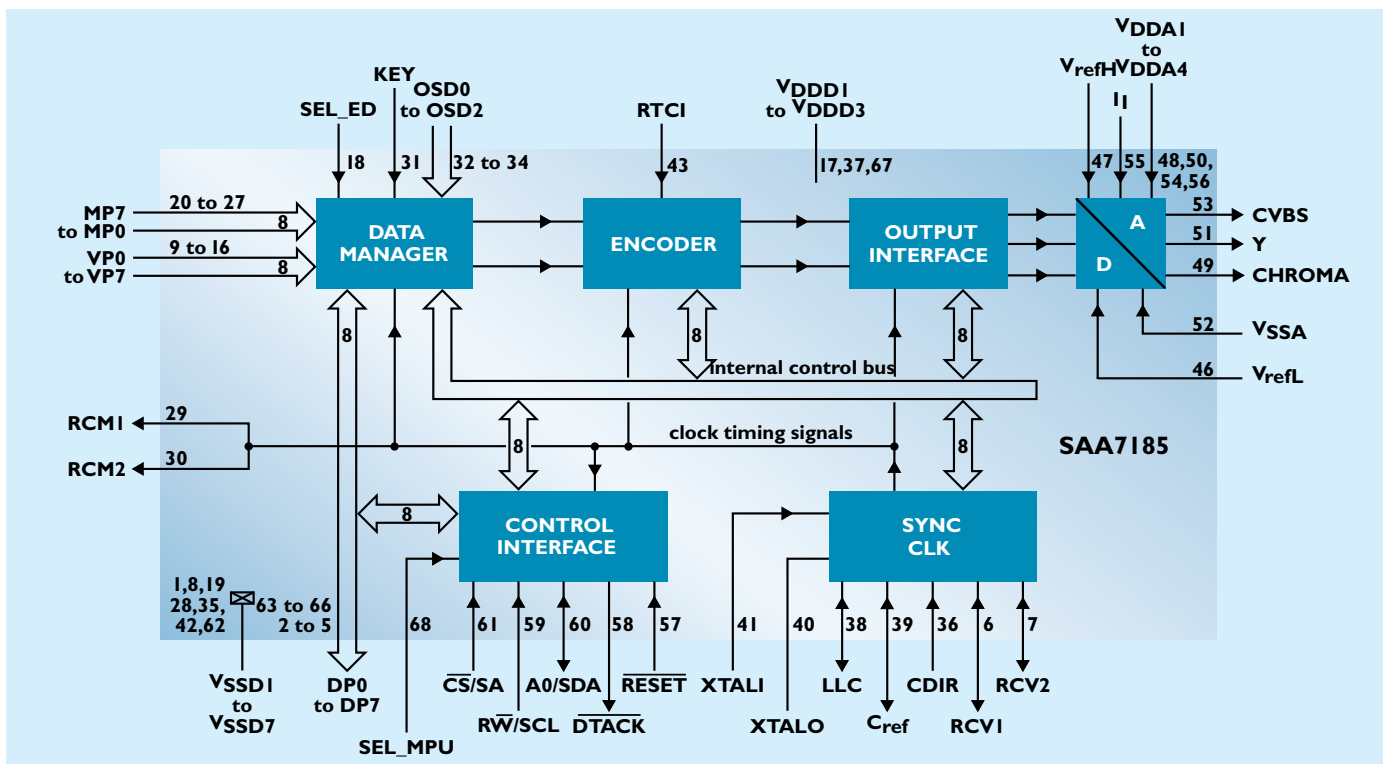 VDDA1
to
VDDA4
VrefH
I1
KEY
OSD0
to OSD2
VDDD1
to VDDD3
SEL_ED
RTCI
18
31
32 to 34
43
17,37,67
47
55
48,50,
54,56
MP7
to MP0
20 to 27
8
VP0
to VP7
9 to 16
8
DATA
MANAGER
ENCODER
OUTPUT
INTERFACE
A
D
53
CVBS
51
Y
49
CHROMA
52
VSSA
46
VrefL
8
8
8
internal control bus
RCM1
29
RCM2
30
8
clock timing signals
8
SAA7185
8
CONTROL
INTERFACE
SYNC
CLK
1,8,19
28,35,
42,62
63 to 66
2 to 5
68
61
59
60
58
57
41
40
38
39
36
6
7
VSSD1
to
VSSD7
DP0
to DP7
C̅S̅/SA
A0/SDA
R̅E̅S̅E̅T̅
XTALI
LLC
CDIR
RCV2
SEL_MPU
RW̅/SCL
D̅T̅A̅C̅K̅
XTALO
Cref
RCV1